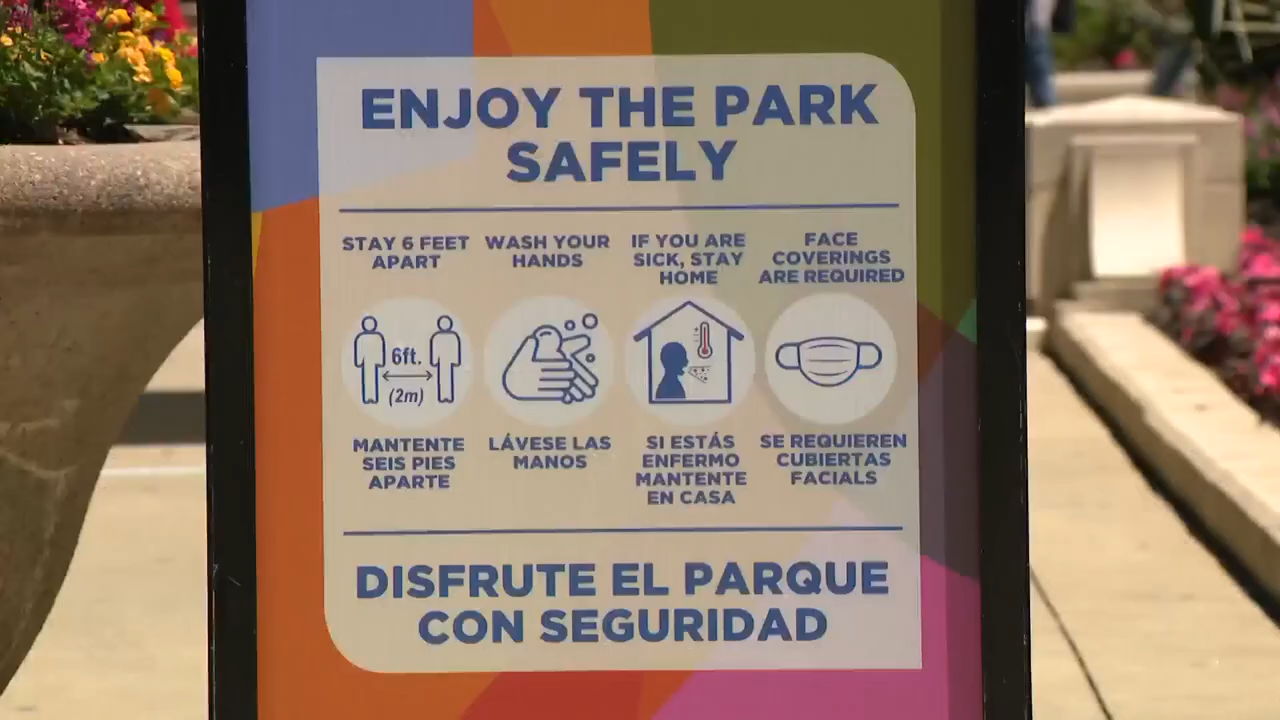 ENJOY THE PARK
SAFELY
STAY 6 FEET
APART
WASH YOUR
HANDS
IF YOU ARE
SICK, STAY
HOME
FACE
COVERINGS
ARE REQUIRED
6ft.
(2m)
MANTENTE
SEIS PIES
APARTE
LÁVESE LAS
MANOS
SI ESTÁS
ENFERMO
MANTENTE
EN CASA
SE REQUIEREN
CUBIERTAS
FACIALS
DISFRUTE EL PARQUE
CON SEGURIDAD